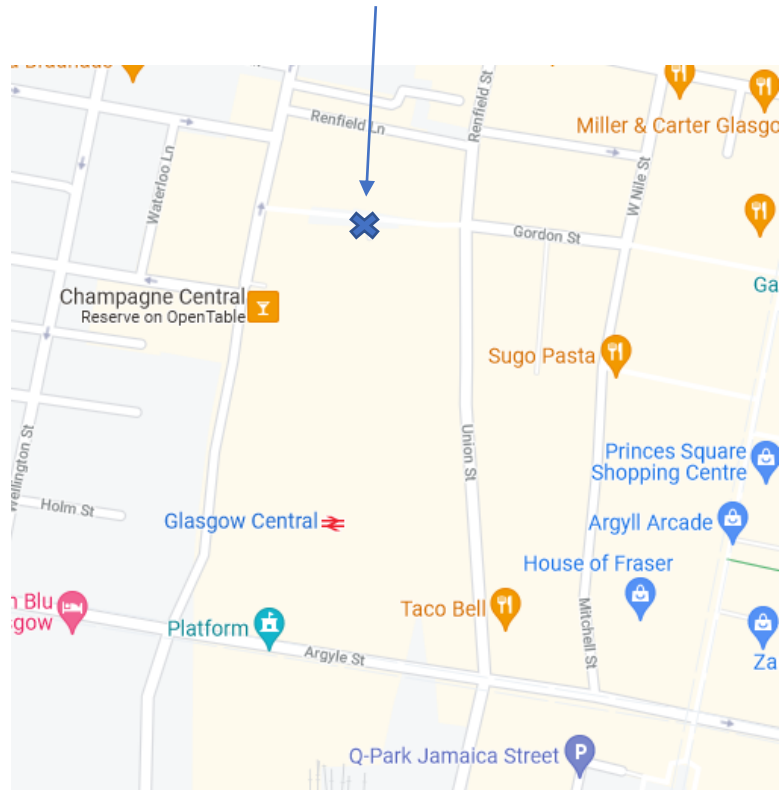 Renfield St
Renfield Ln
Miller & Carter Glasgo
Waterloo Ln
W Nile St
Gordon St
Ga
Champagne Central
Reserve on OpenTable
Sugo Pasta
Union St
Princes Square
Shopping Centre
Wellington St
Holm St
Glasgow Central
Argyll Arcade
House of Fraser
n Blu
sgow
Taco Bell
Mitchell St
Platform
Argyle St
Za
Q-Park Jamaica Street
P